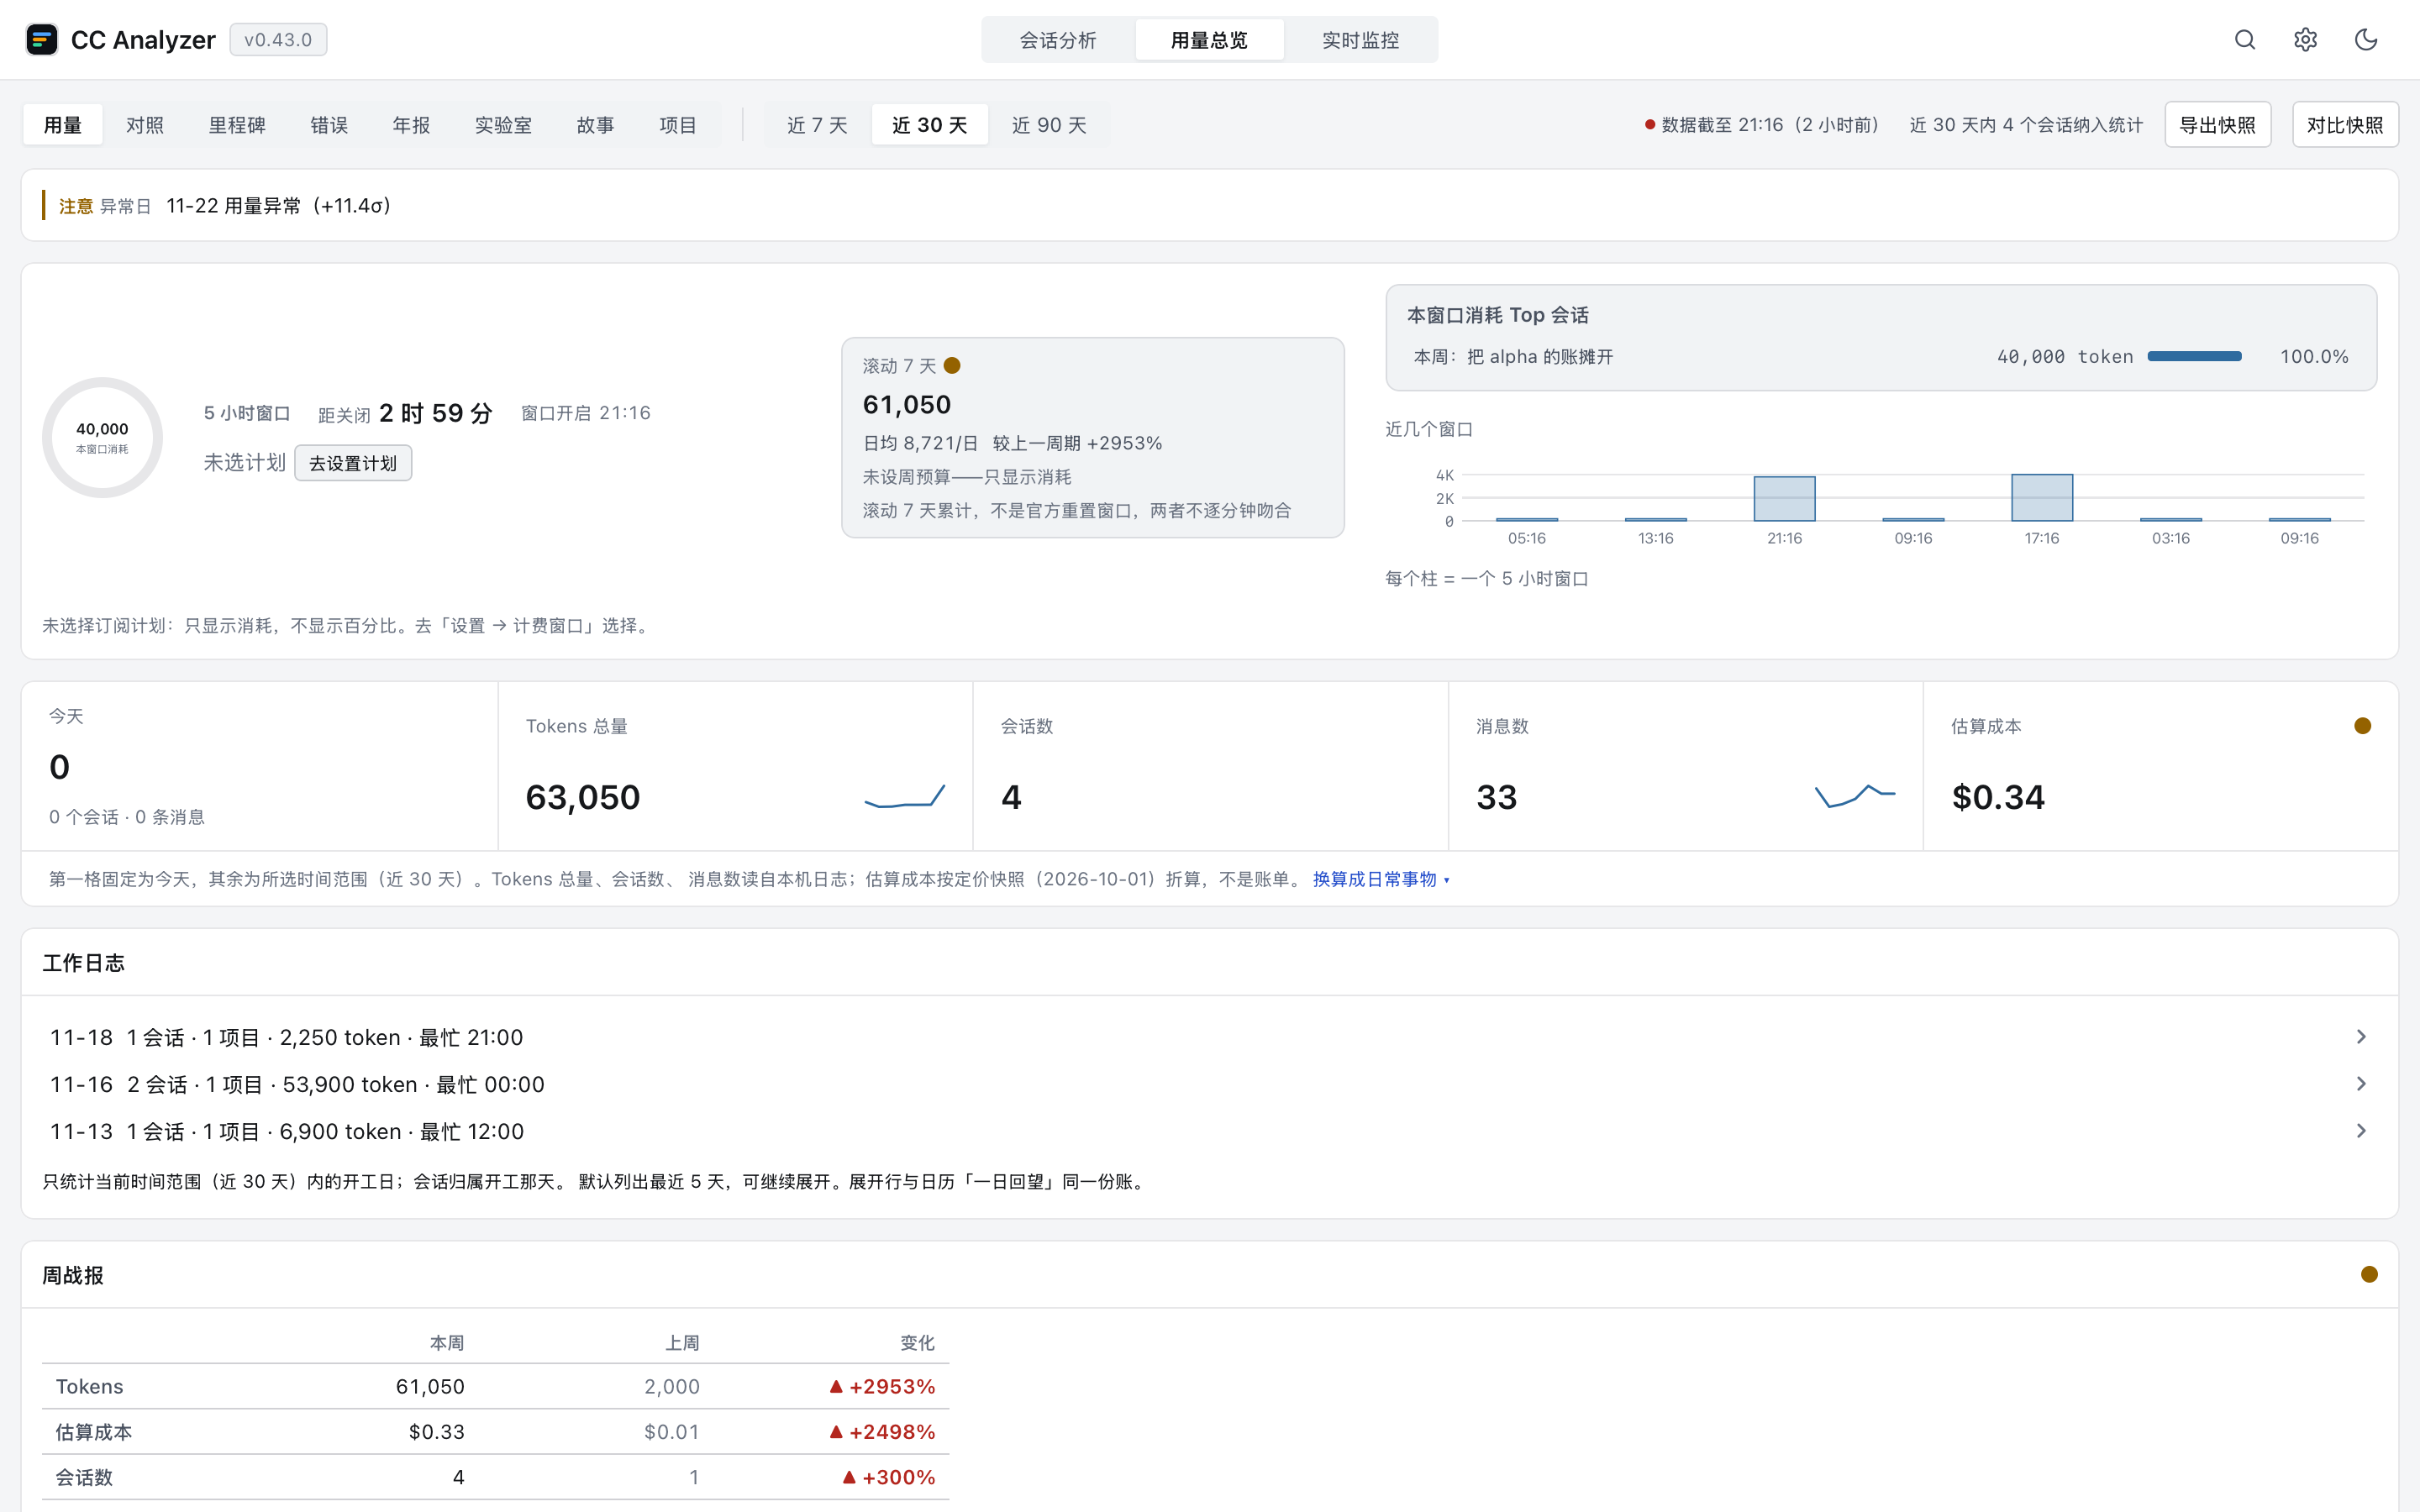 CC Analyzer v0.43.0
会话分析 用量总览 实时监控
用量 对照 里程碑 错误 年报 实验室 故事 项目 近 7 天 近 30 天 近 90 天
数据截至 21:16（2 小时前） 近 30 天内 4 个会话纳入统计 导出快照 对比快照
注意 异常日 11-22 用量异常（+11.4σ）
40,000
本窗口消耗
5 小时窗口 距关闭 2 时 59 分 窗口开启 21:16
未选计划 去设置计划
滚动 7 天
61,050
日均 8,721/日 较上一周期 +2953%
未设周预算——只显示消耗
滚动 7 天累计，不是官方重置窗口，两者不逐分钟吻合
本窗口消耗 Top 会话
本周：把 alpha 的账摊开 40,000 token 100.0%
近几个窗口
4K
2K
0
05:16 13:16 21:16 09:16 17:16 03:16 09:16
每个柱 = 一个 5 小时窗口
未选择订阅计划：只显示消耗，不显示百分比。去「设置 → 计费窗口」选择。
今天
0
0 个会话 · 0 条消息
Tokens 总量
63,050
会话数
4
消息数
33
估算成本
$0.34
第一格固定为今天，其余为所选时间范围（近 30 天）。Tokens 总量、会话数、 消息数读自本机日志；估算成本按定价快照（2026-10-01）折算，不是账单。 换算成日常事物 ▾
工作日志
11-18 1 会话 · 1 项目 · 2,250 token · 最忙 21:00
11-16 2 会话 · 1 项目 · 53,900 token · 最忙 00:00
11-13 1 会话 · 1 项目 · 6,900 token · 最忙 12:00
只统计当前时间范围（近 30 天）内的开工日；会话归属开工那天。 默认列出最近 5 天，可继续展开。展开行与日历「一日回望」同一份账。
周战报
本周 上周 变化
Tokens 61,050 2,000 ▲ +2953%
估算成本 $0.33 $0.01 ▲ +2498%
会话数 4 1 ▲ +300%